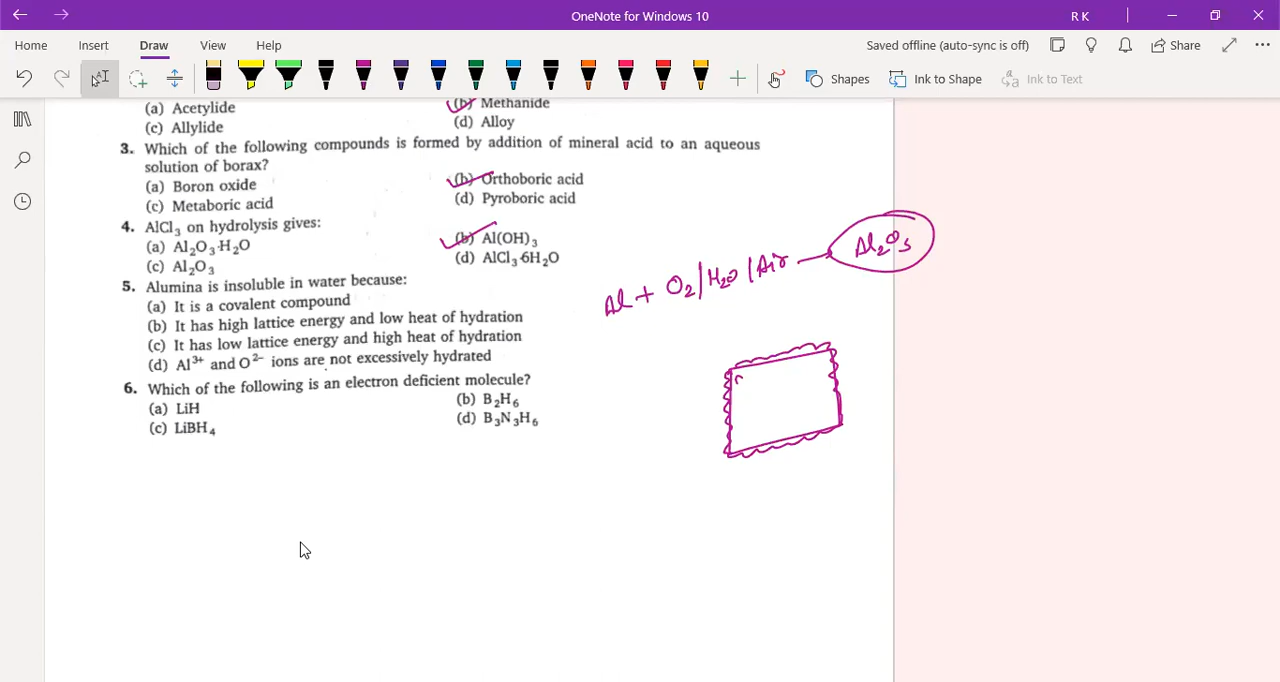 OneNote for Windows 10
R K
Home Insert Draw View Help
Saved offline (auto-sync is off)
Share
Shapes
Ink to Shape
Ink to Text
(a) Acetylide (b) Methanide
(c) Allylide (d) Alloy
3. Which of the following compounds is formed by addition of mineral acid to an aqueous
solution of borax?
(a) Boron oxide (b) Orthoboric acid
(c) Metaboric acid (d) Pyroboric acid
4. AlCl₃ on hydrolysis gives:
(a) Al₂O₃·H₂O (b) Al(OH)₃
(c) Al₂O₃ (d) AlCl₃·6H₂O
5. Alumina is insoluble in water because:
(a) It is a covalent compound
(b) It has high lattice energy and low heat of hydration
(c) It has low lattice energy and high heat of hydration
(d) Al³⁺ and O²⁻ ions are not excessively hydrated
6. Which of the following is an electron deficient molecule?
(a) LiH (b) B₂H₆
(c) LiBH₄ (d) B₃N₃H₆
Al + O₂/H₂O/Air → Al₂O₃